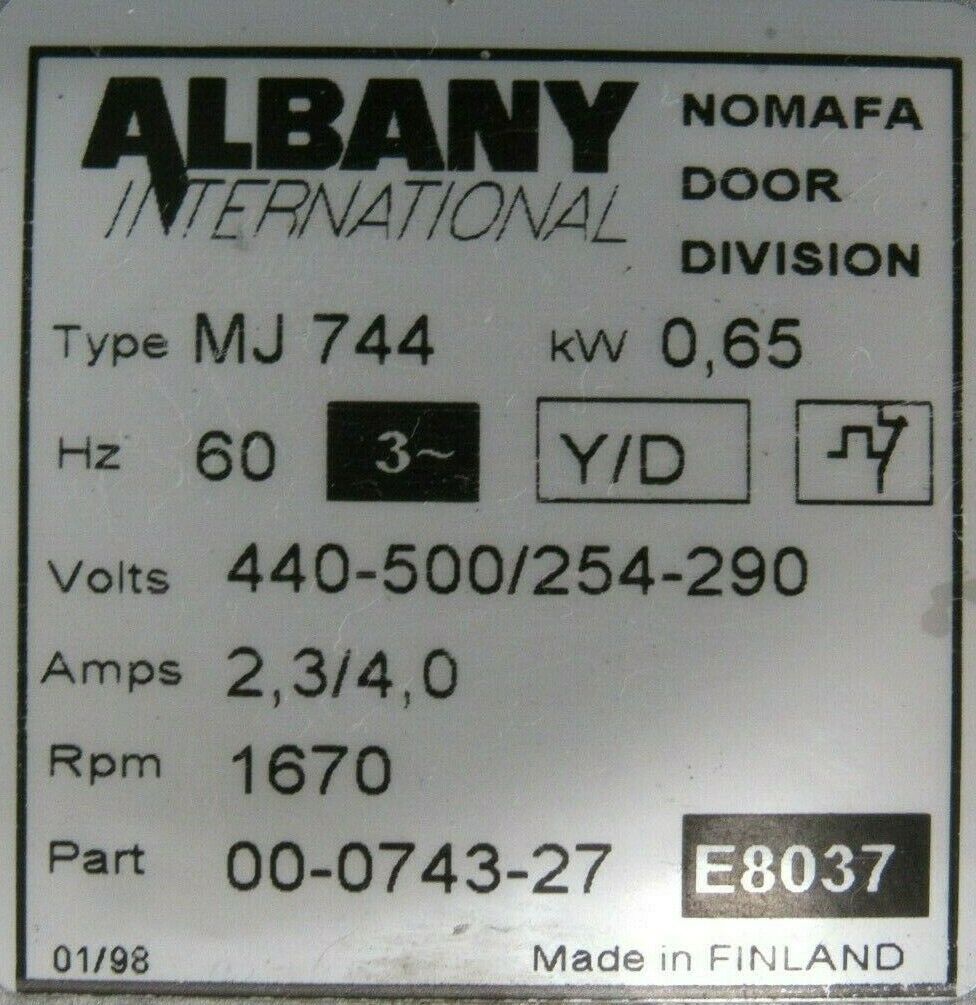 ALBANY
INTERNATIONAL
NOMAFA
DOOR
DIVISION
Type MJ 744 kW 0,65
Hz 60 3~ Y/D
Volts 440-500/254-290
Amps 2,3/4,0
Rpm 1670
Part 00-0743-27 E8037
01/98 Made in FINLAND